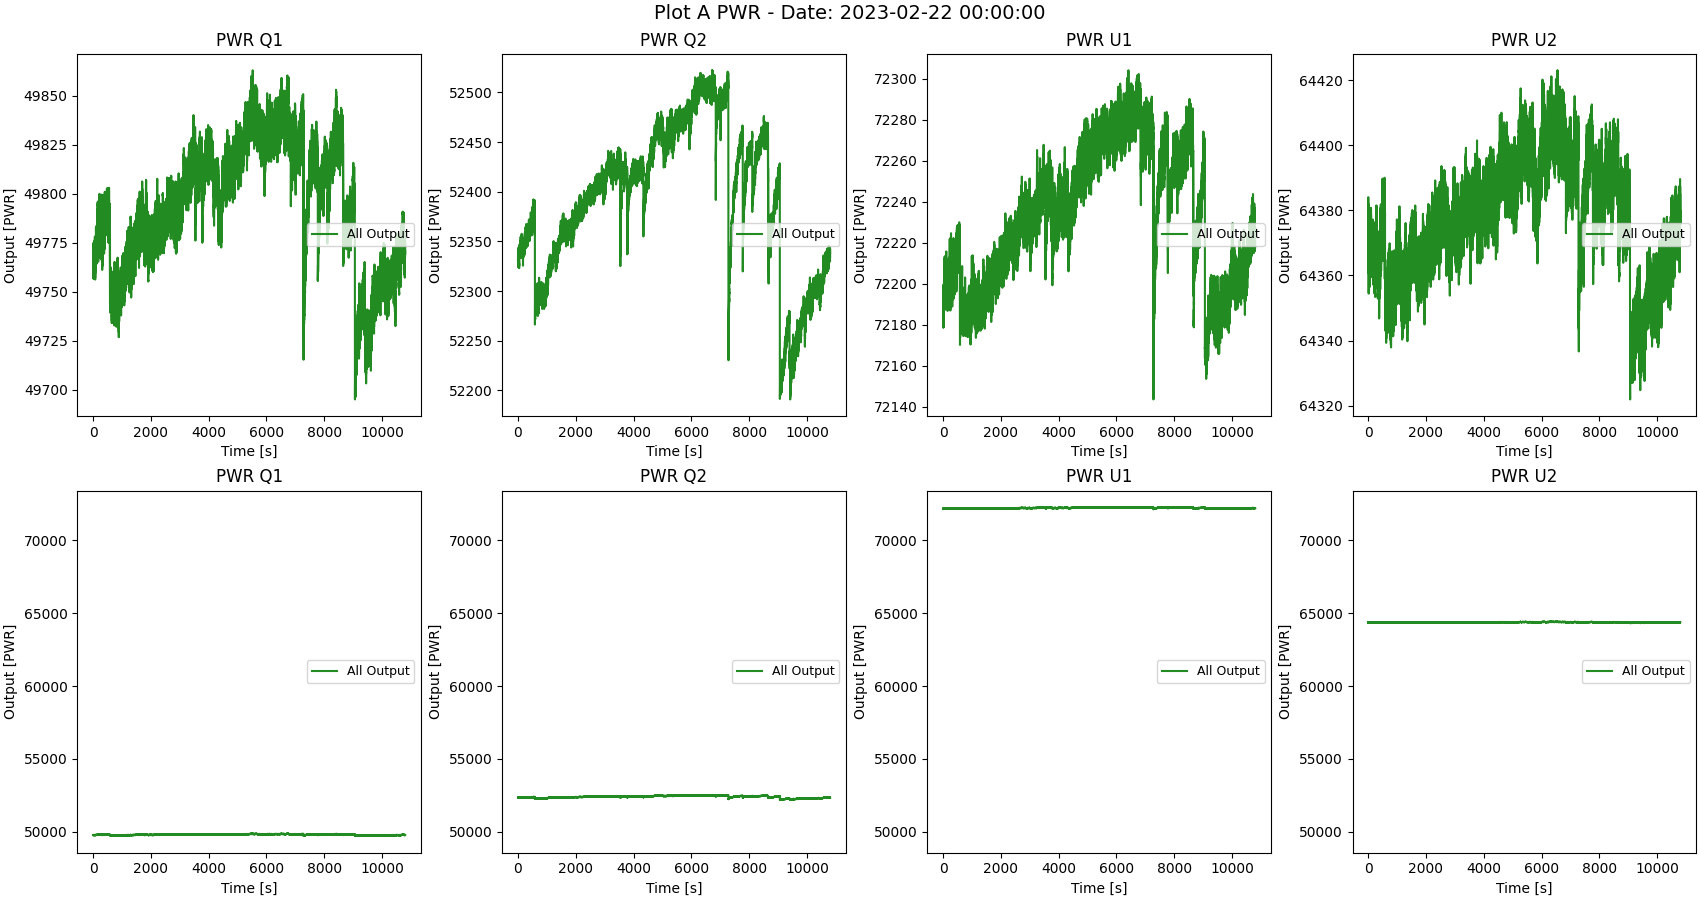 Plot A PWR - Date: 2023-02-22 00:00:00
PWR Q1
Output [PWR]
49850
49825
49800
49775
49750
49725
49700
All Output
0 2000 4000 6000 8000 10000
Time [s]
PWR Q2
Output [PWR]
52500
52450
52400
52350
52300
52250
52200
All Output
0 2000 4000 6000 8000 10000
Time [s]
PWR U1
Output [PWR]
72300
72280
72260
72240
72220
72200
72180
72160
72140
All Output
0 2000 4000 6000 8000 10000
Time [s]
PWR U2
Output [PWR]
64420
64400
64380
64360
64340
64320
All Output
0 2000 4000 6000 8000 10000
Time [s]
PWR Q1
Output [PWR]
70000
65000
60000
55000
50000
All Output
0 2000 4000 6000 8000 10000
Time [s]
PWR Q2
Output [PWR]
70000
65000
60000
55000
50000
All Output
0 2000 4000 6000 8000 10000
Time [s]
PWR U1
Output [PWR]
70000
65000
60000
55000
50000
All Output
0 2000 4000 6000 8000 10000
Time [s]
PWR U2
Output [PWR]
70000
65000
60000
55000
50000
All Output
0 2000 4000 6000 8000 10000
Time [s]